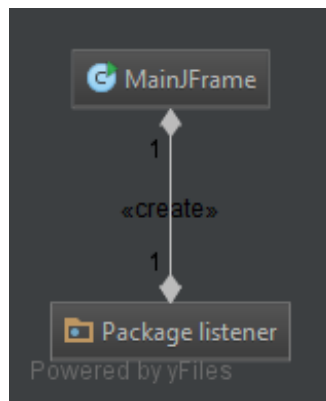 MainJFrame
1
«create»
1
Package listener
Powered by yFiles